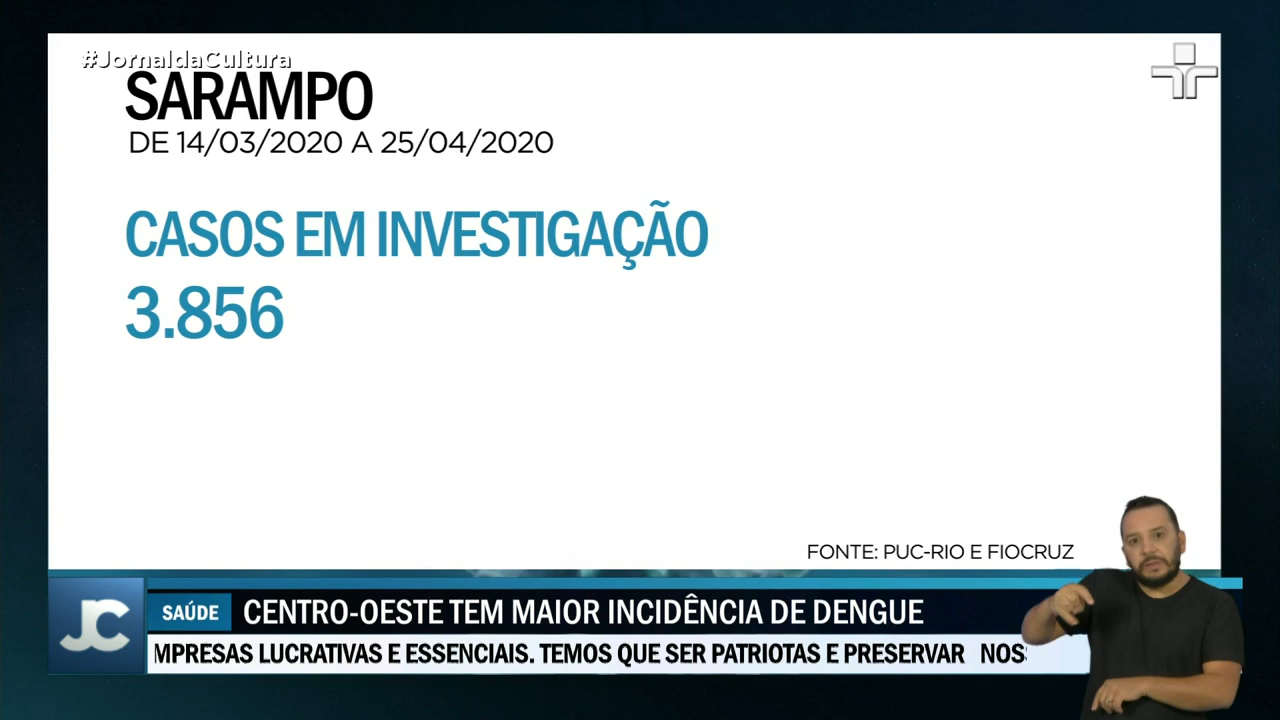 #JornaldaCultura
SARAMPO
DE 14/03/2020 A 25/04/2020
CASOS EM INVESTIGAÇÃO
3.856
FONTE: PUC-RIO E FIOCRUZ
JC
SAÚDE
CENTRO-OESTE TEM MAIOR INCIDÊNCIA DE DENGUE
MPRESAS LUCRATIVAS E ESSENCIAIS. TEMOS QUE SER PATRIOTAS E PRESERVAR NOS